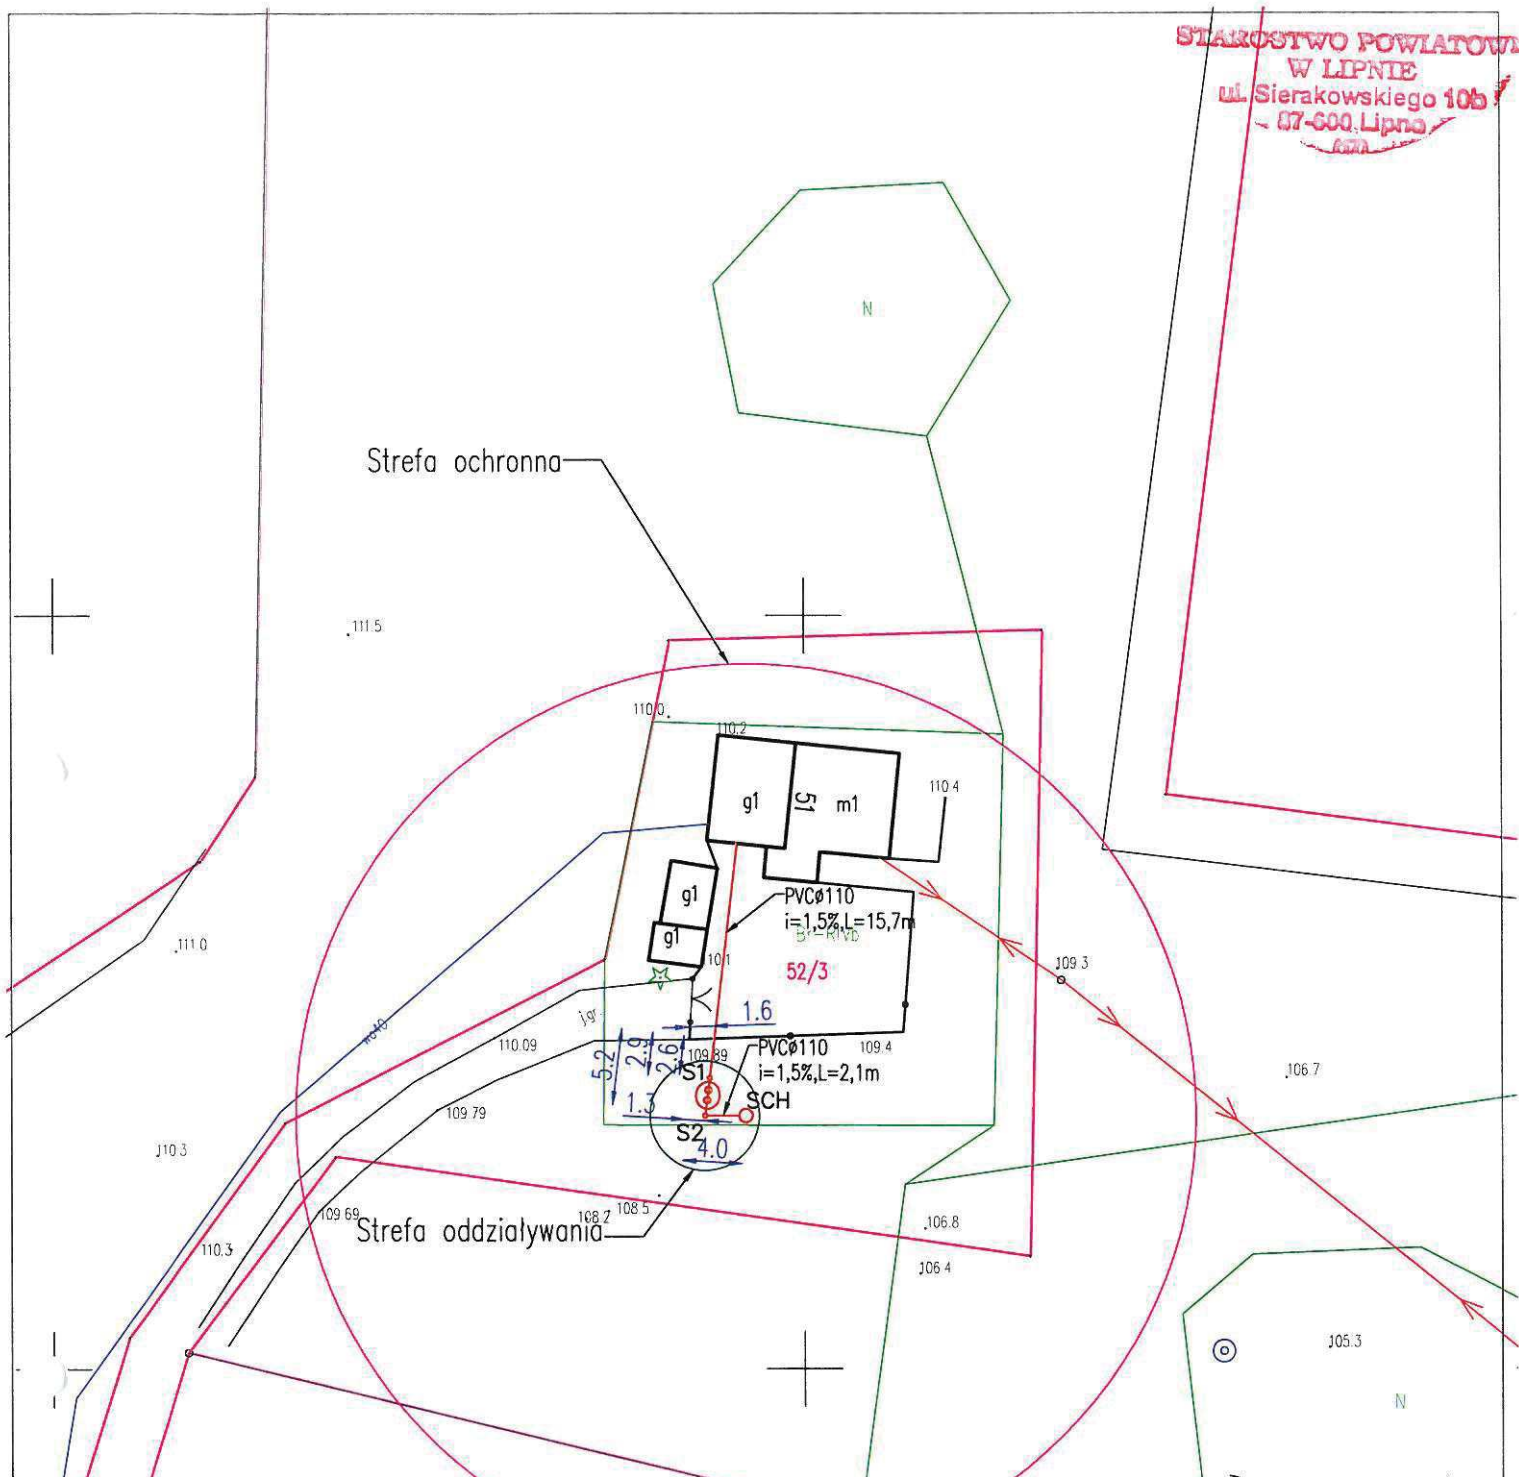 STAROSTWO POWIATOWE
W LIPNIE
ul. Sierakowskiego 10b
87-600 Lipno
N
Strefa ochronna
111.5
110.0
110.2
g1
51
m1
110.4
g1
PVCø110
i=1,5%,L=15,7m
g1
111.0
52/3
109.3
1.6
j.gr.
110.09
5.2
2.9
2.6
109.89
PVCø110
109.4
i=1,5%,L=2,1m
S1
106.7
109.79
1.3
SCH
S2
4.0
110.3
109.69
108.2
108.5
106.8
Strefa oddziaływania
110.3
106.4
105.3
N